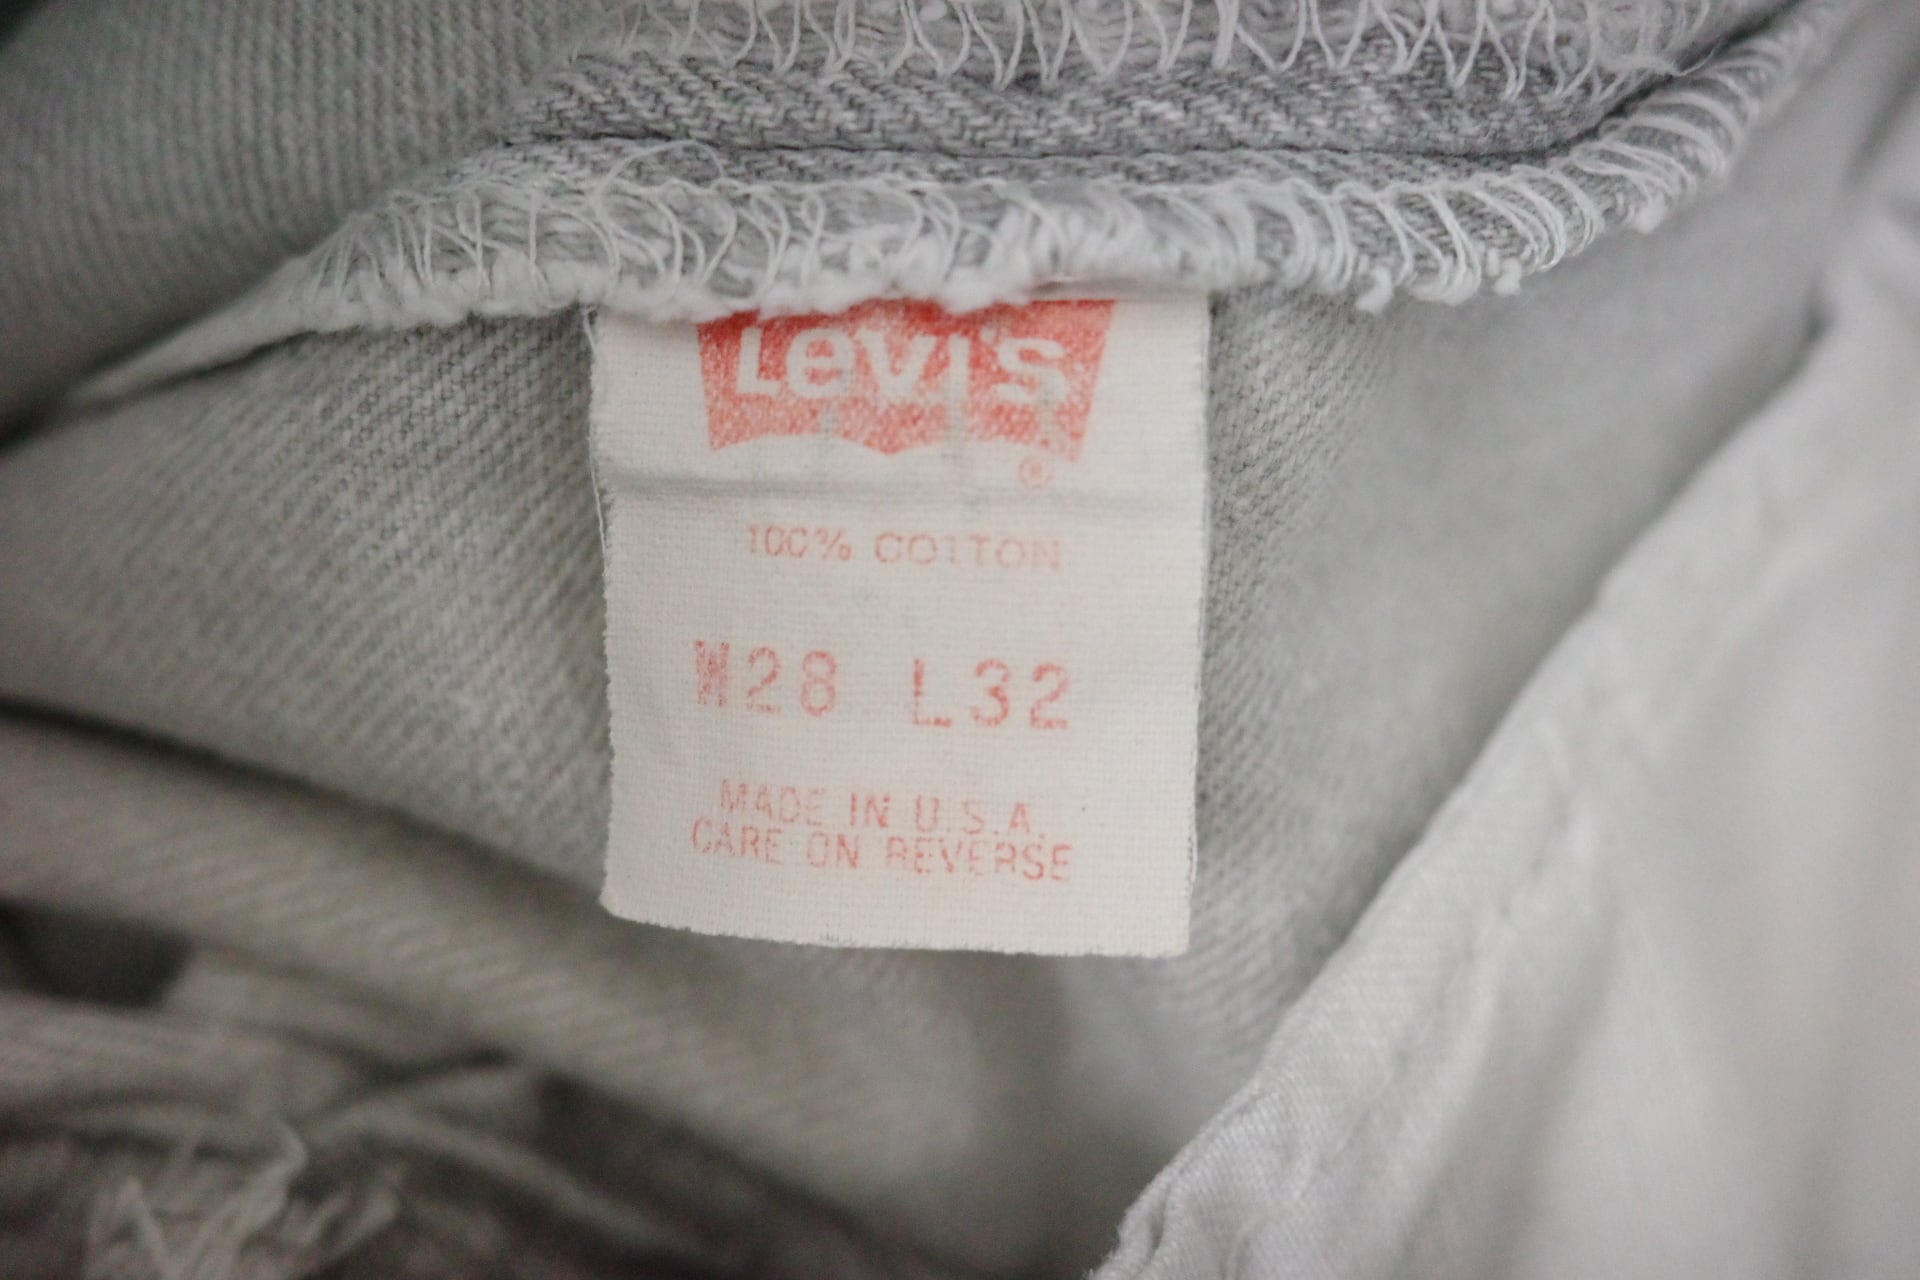 Levi's
®
100% COTTON
W28 L32
MADE IN U.S.A.
CARE ON REVERSE